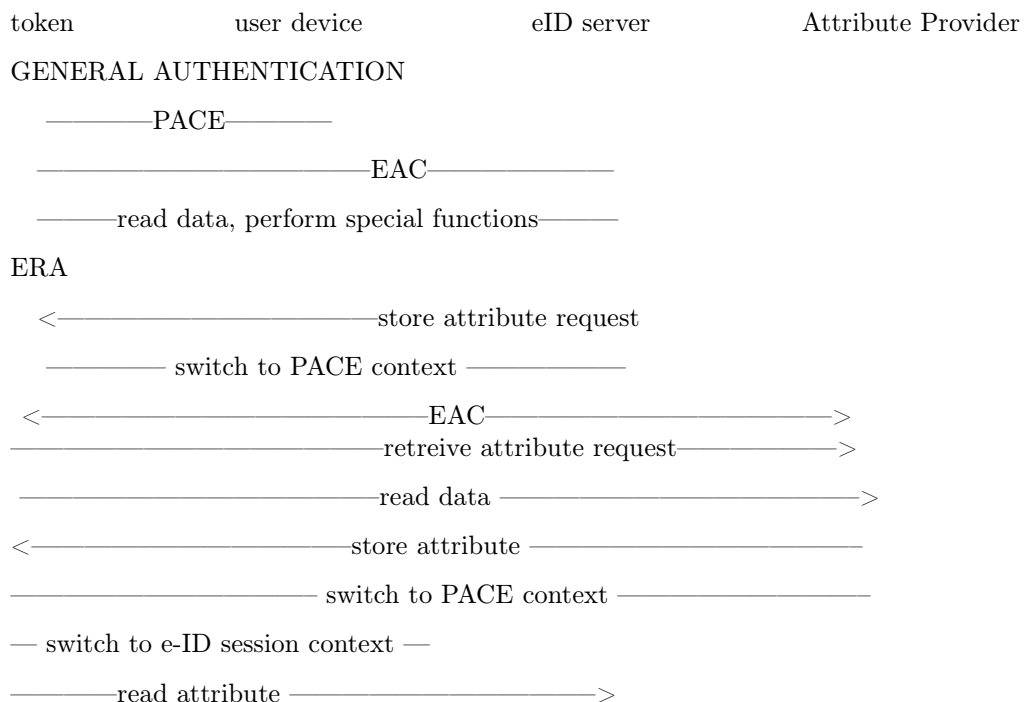 token user device eID server Attribute Provider
GENERAL AUTHENTICATION
————PACE————
————————————EAC———————
———read data, perform special functions———
ERA
<————————————store attribute request
————– switch to PACE context ——————
<——————————————EAC—————————————>
——————————————retreive attribute request——————>
—————————————read data —————————————>
<————————————store attribute ————————————
———————————– switch to PACE context —————————
— switch to e-ID session context —
————read attribute ———————————>